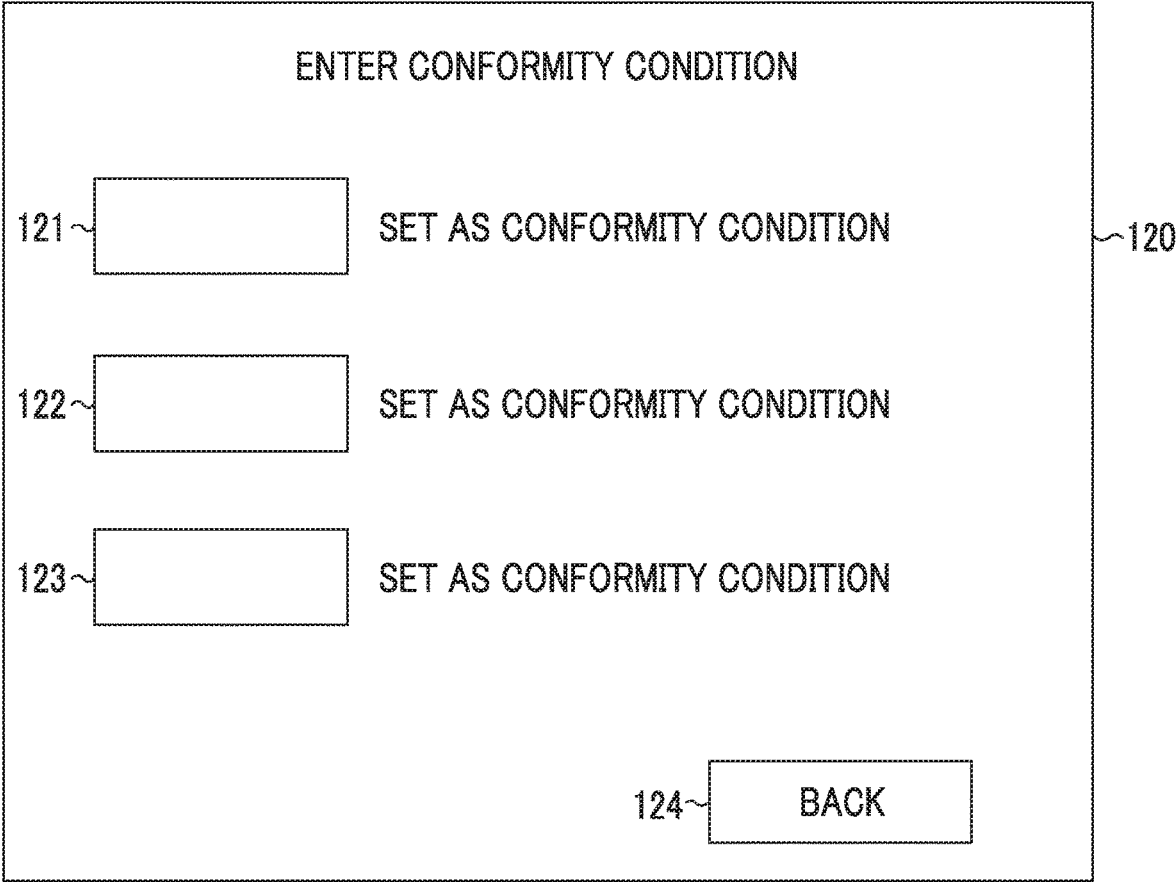 ENTER CONFORMITY CONDITION
121 SET AS CONFORMITY CONDITION
120
122 SET AS CONFORMITY CONDITION
123 SET AS CONFORMITY CONDITION
124 BACK